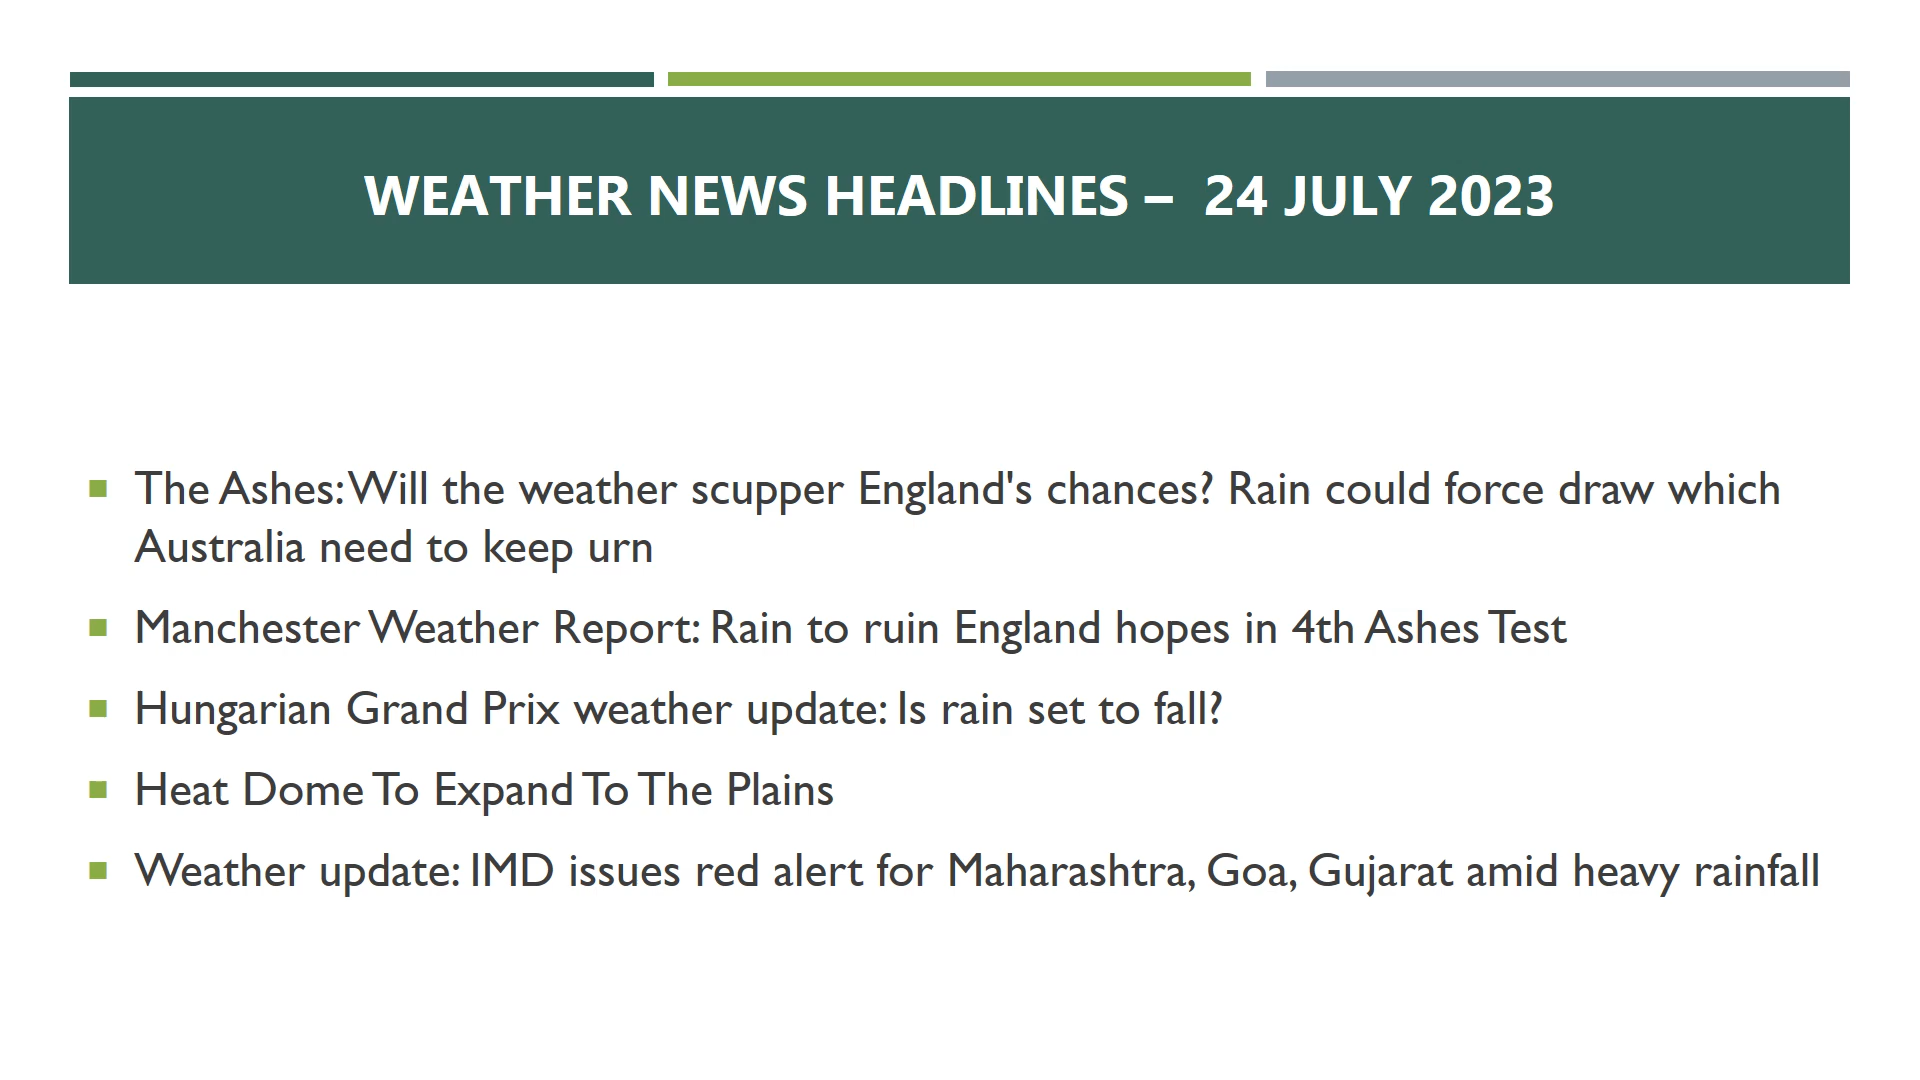 WEATHER NEWS HEADLINES – 24 JULY 2023
The Ashes: Will the weather scupper England's chances? Rain could force draw which
Australia need to keep urn
Manchester Weather Report: Rain to ruin England hopes in 4th Ashes Test
Hungarian Grand Prix weather update: Is rain set to fall?
Heat Dome To Expand To The Plains
Weather update: IMD issues red alert for Maharashtra, Goa, Gujarat amid heavy rainfall